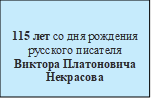 115 лет со дня рождения
русского писателя
Виктора Платоновича
Некрасова